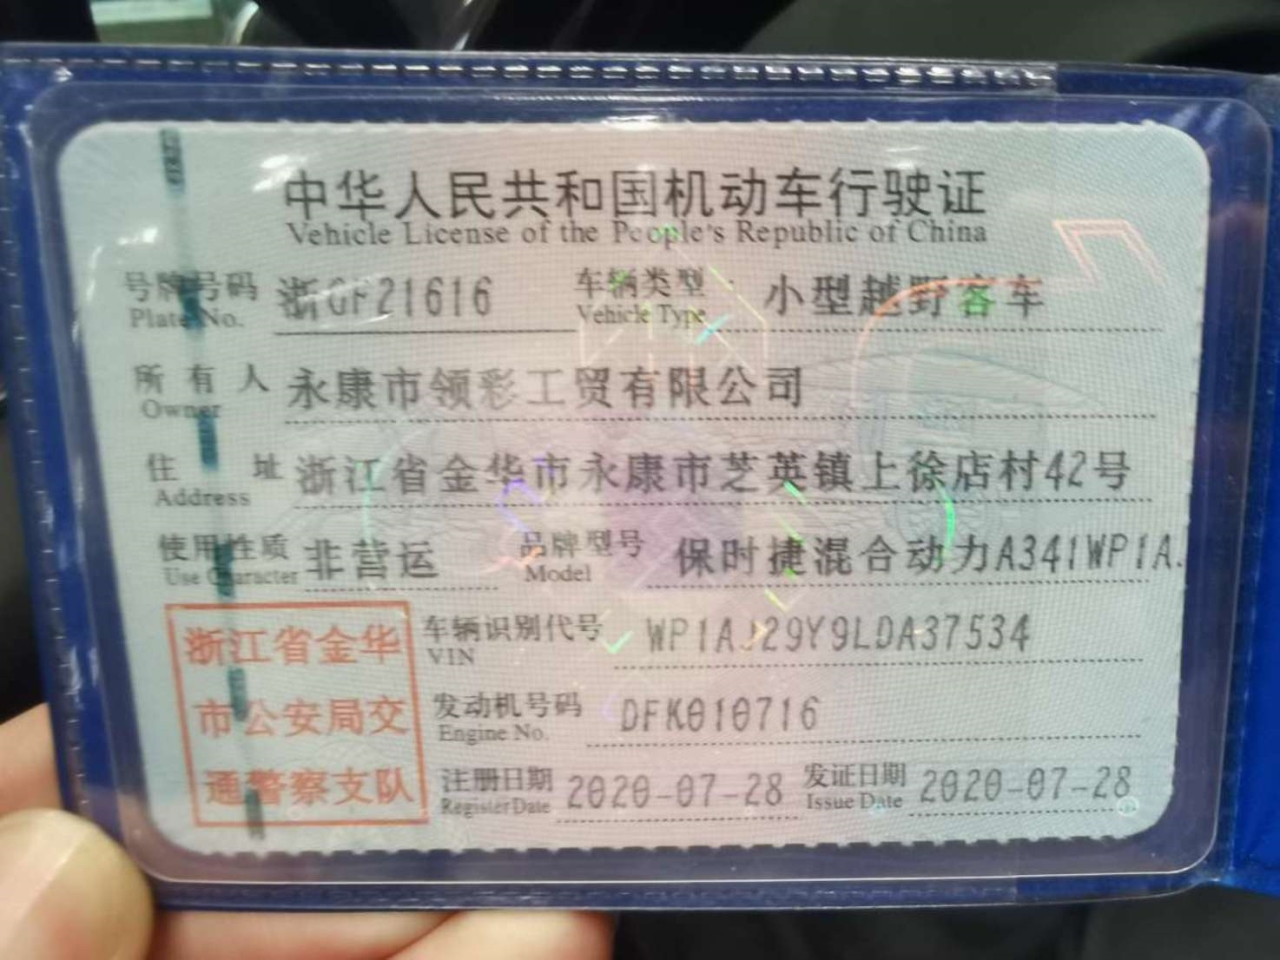 中华人民共和国机动车行驶证
Vehicle License of the People's Republic of China
号牌号码 浙GF21616 车辆类型 小型越野客车
Plate No. Vehicle Type
所有人 永康市领彩工贸有限公司
Owner
住址 浙江省金华市永康市芝英镇上徐店村42号
Address
使用性质 非营运 品牌型号 保时捷混合动力A341WP1A.
Use Character Model
浙江省金华 车辆识别代号 WP1AJ29Y9LDA37534
VIN
市公安局交 发动机号码 DFK010716
Engine No.
通警察支队 注册日期 2020-07-28 发证日期 2020-07-28
Register Date Issue Date